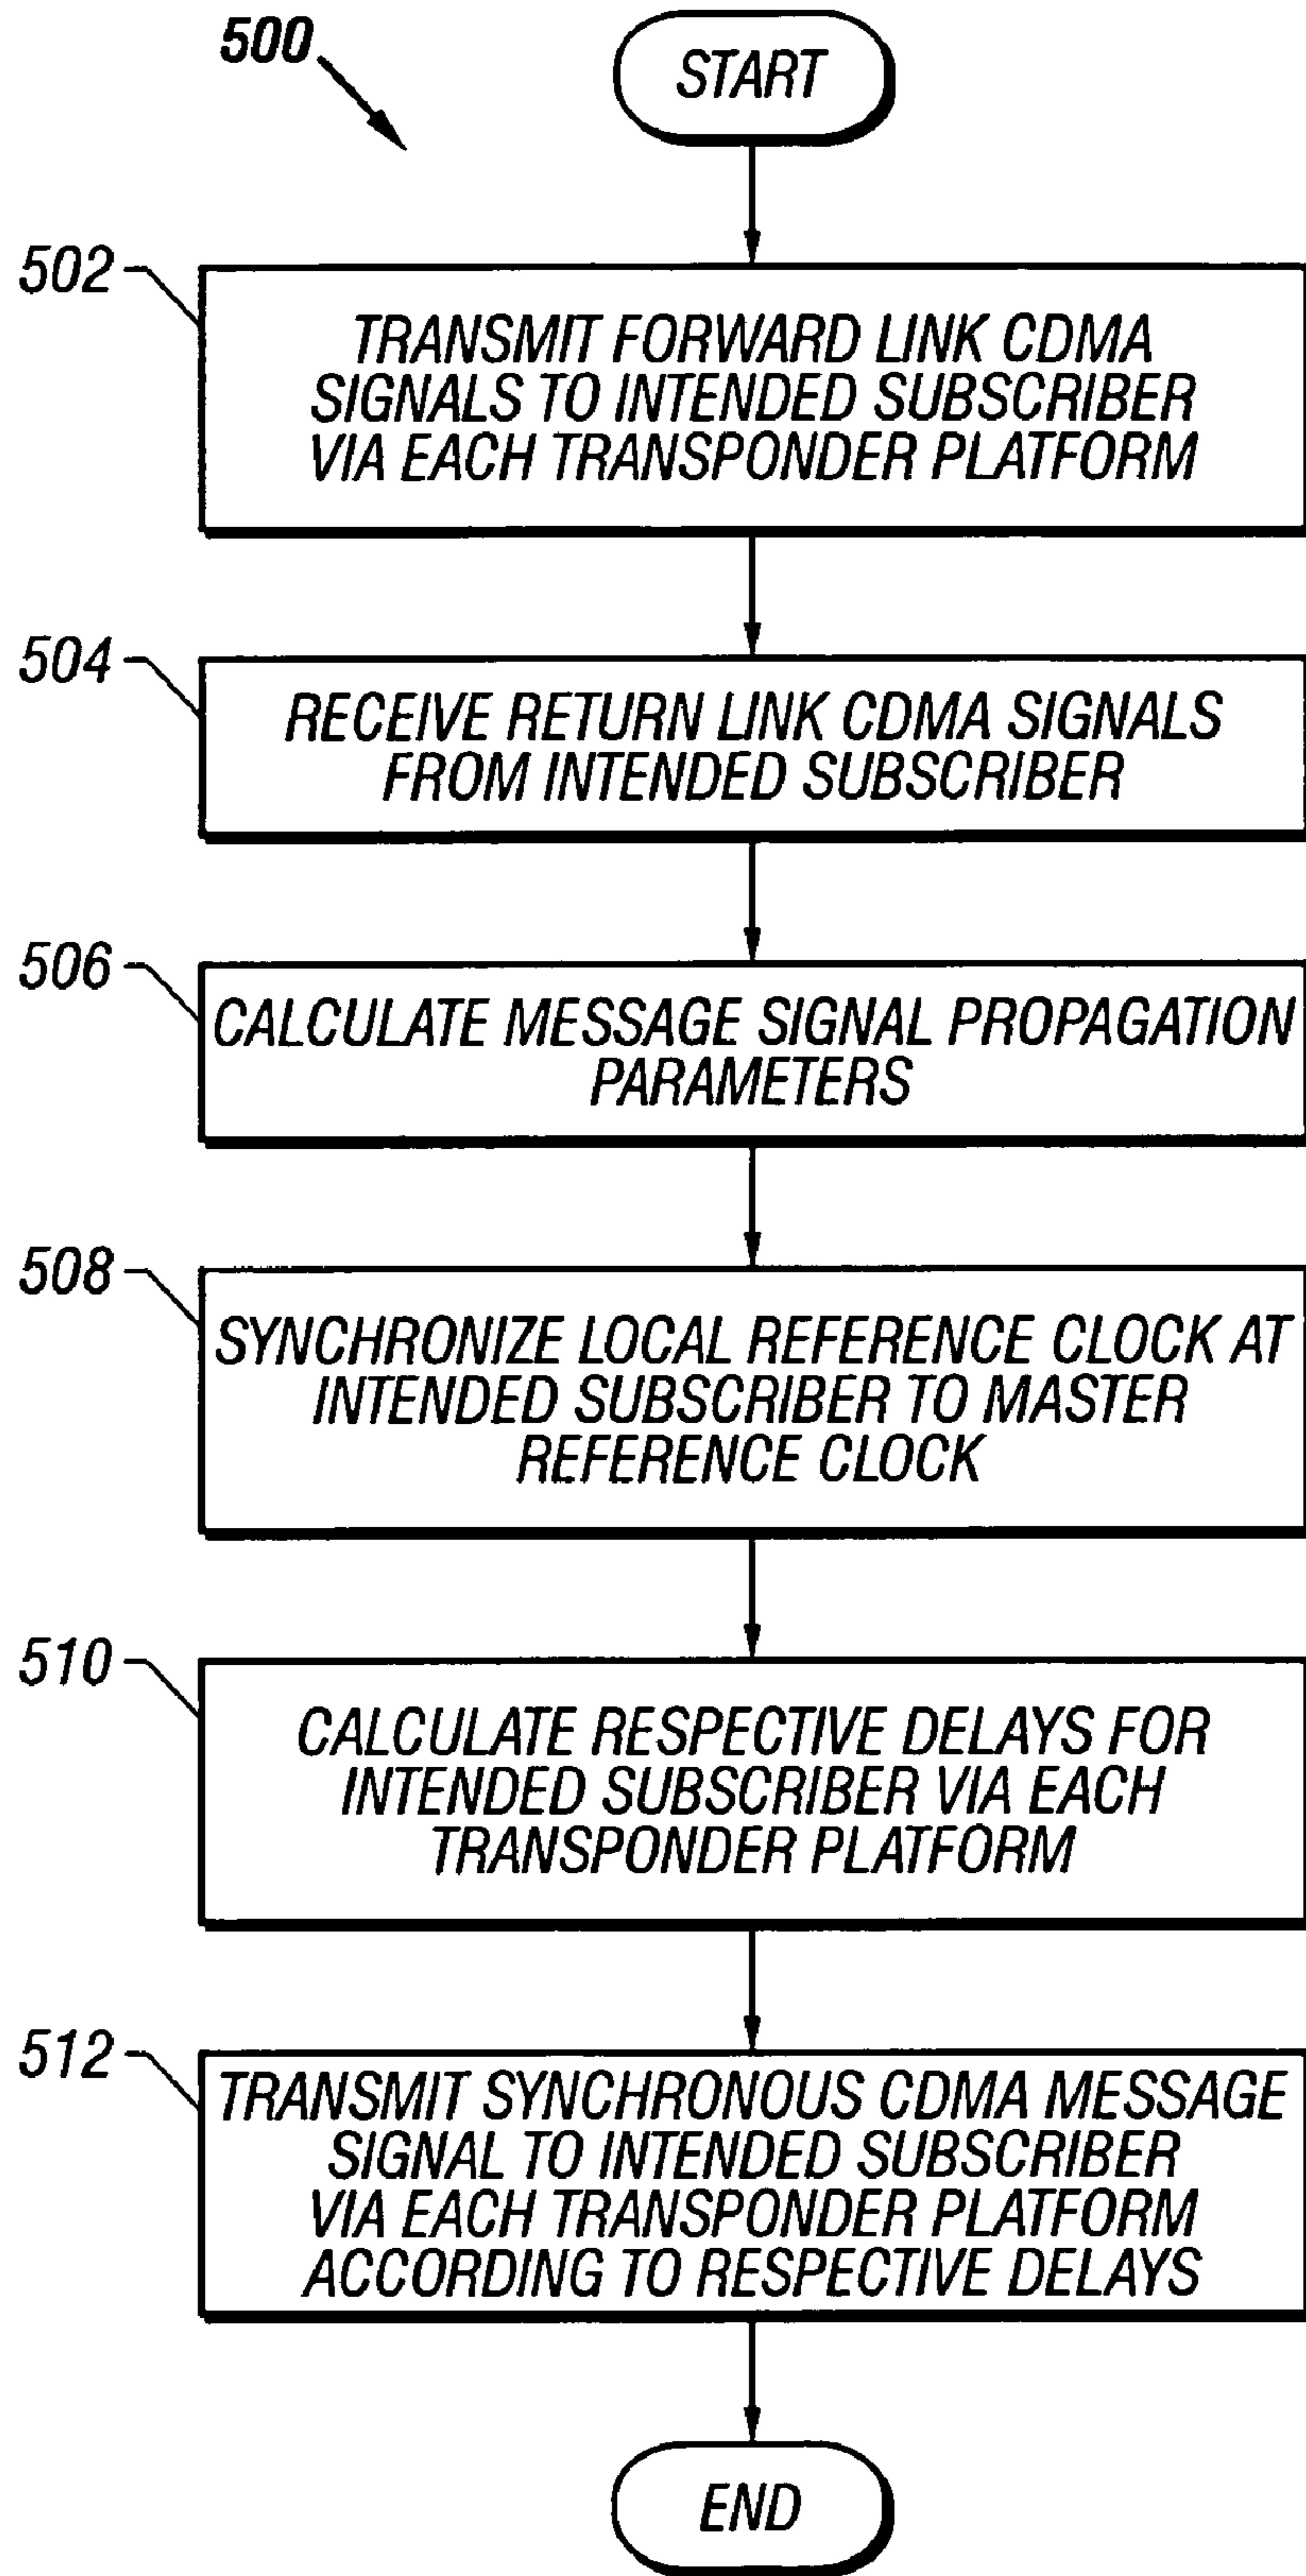 500
START
502
TRANSMIT FORWARD LINK CDMA
SIGNALS TO INTENDED SUBSCRIBER
VIA EACH TRANSPONDER PLATFORM
504
RECEIVE RETURN LINK CDMA SIGNALS
FROM INTENDED SUBSCRIBER
506
CALCULATE MESSAGE SIGNAL PROPAGATION
PARAMETERS
508
SYNCHRONIZE LOCAL REFERENCE CLOCK AT
INTENDED SUBSCRIBER TO MASTER
REFERENCE CLOCK
510
CALCULATE RESPECTIVE DELAYS FOR
INTENDED SUBSCRIBER VIA EACH
TRANSPONDER PLATFORM
512
TRANSMIT SYNCHRONOUS CDMA MESSAGE
SIGNAL TO INTENDED SUBSCRIBER
VIA EACH TRANSPONDER PLATFORM
ACCORDING TO RESPECTIVE DELAYS
END